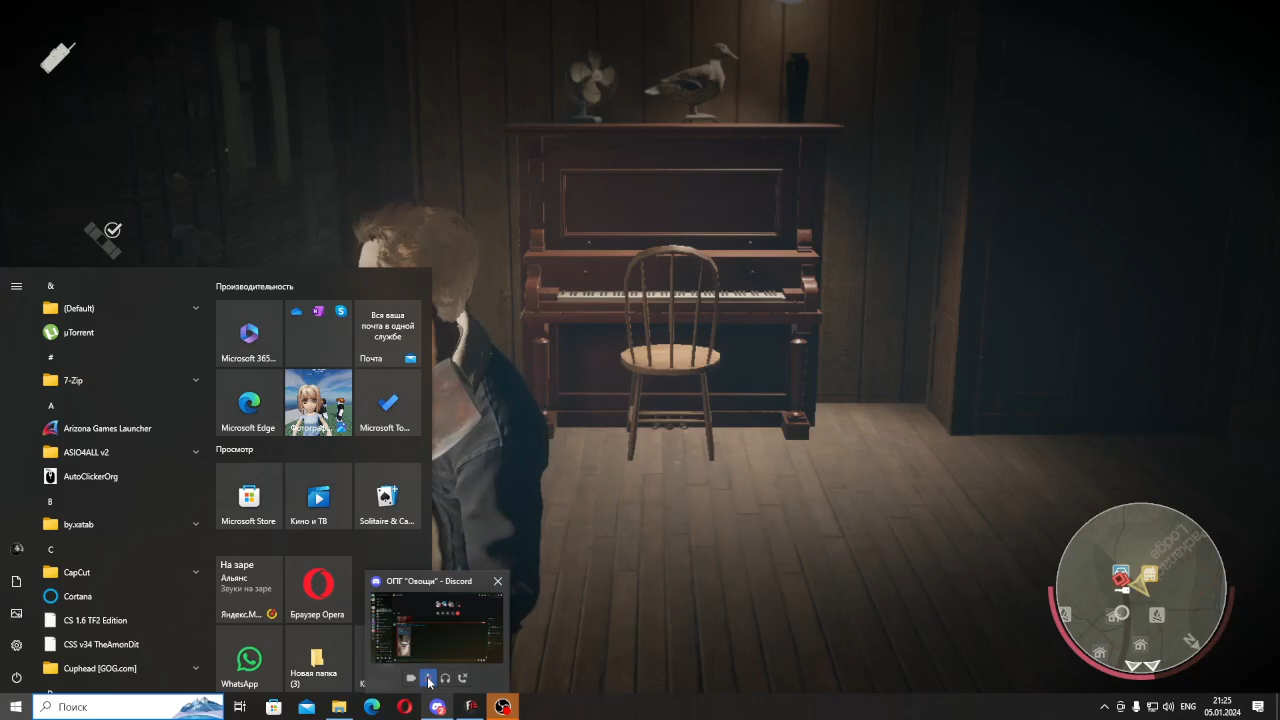 &
(Default)
µTorrent
#
7-Zip
A
Arizona Games Launcher
ASIO4ALL v2
AutoClickerOrg
B
by.xatab
C
CapCut
Cortana
CS 1.6 TF2 Edition
CSS v34 TheAmonDit
Cuphead [GOG.com]
Производительность
Microsoft 365...
Вся ваша
почта в одной
службе
Почта
Microsoft Edge
Фотограф...
Microsoft To...
Просмотр
Microsoft Store
Кино и ТВ
Solitaire & Ca...
На заре
Альянс
Звуки на заре
Яндекс.М...
Браузер Opera
WhatsApp
Новая папка
(3)
К
ОПГ "Овощи" - Discord
Packer
Lodge
N
Поиск
ENG
21:25
05.01.2024